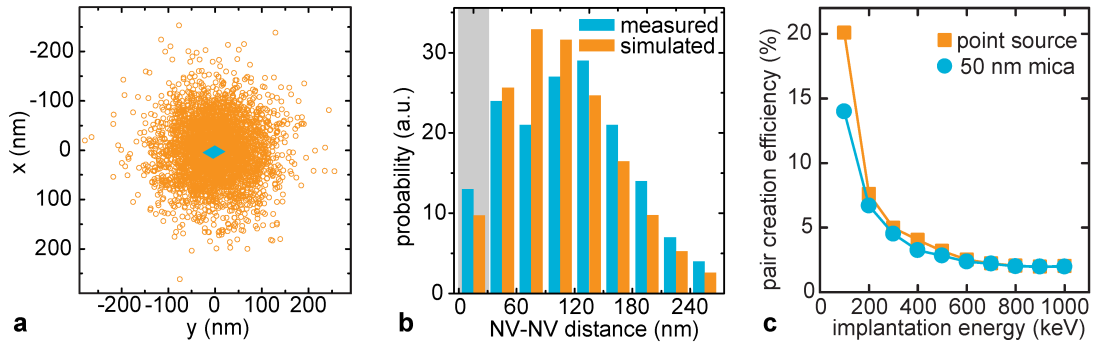 x (nm)
-200
-100
0
100
200
-200
-100
0
100
200
y (nm)
a
probability (a.u.)
30
20
10
0
measured
simulated
0
60
120
180
240
NV-NV distance (nm)
b
pair creation efficiency (%)
20
15
10
5
0
point source
50 nm mica
0
200
400
600
800
1000
implantation energy (keV)
c